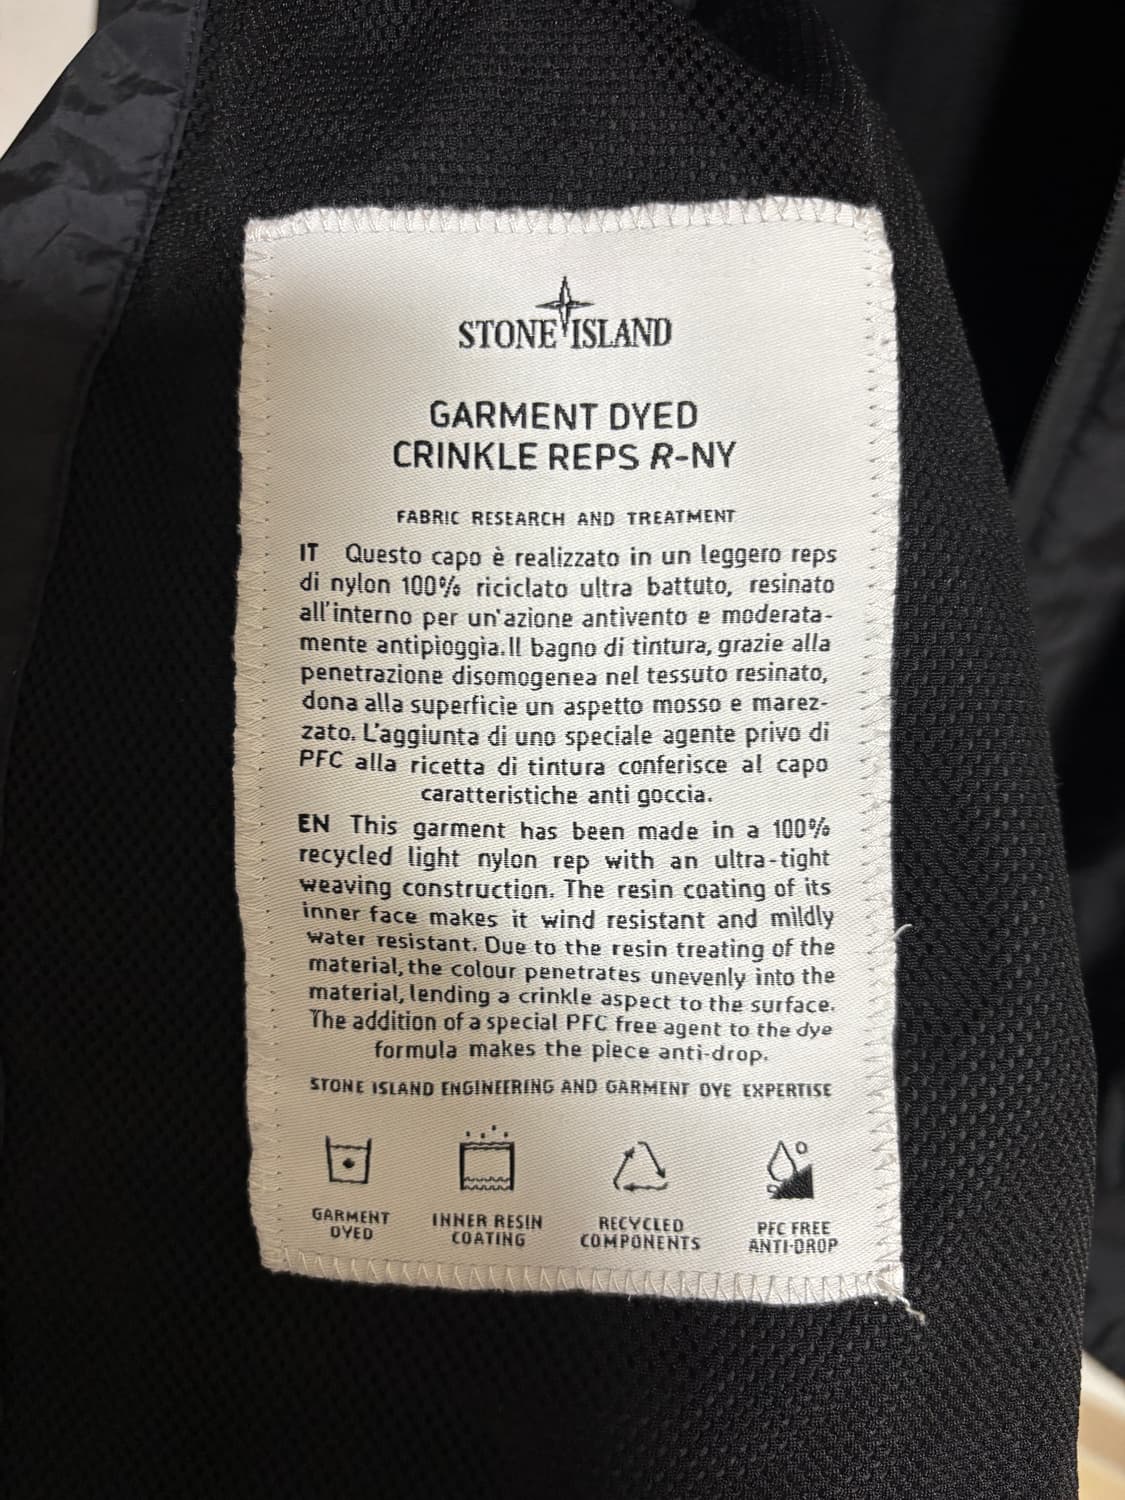 STONE ISLAND
GARMENT DYED
CRINKLE REPS R-NY
FABRIC RESEARCH AND TREATMENT
IT Questo capo è realizzato in un leggero reps
di nylon 100% riciclato ultra battuto, resinato
all'interno per un'azione antivento e moderata-
mente antipioggia. Il bagno di tintura, grazie alla
penetrazione disomogenea nel tessuto resinato,
dona alla superficie un aspetto mosso e marez-
zato. L'aggiunta di uno speciale agente privo di
PFC alla ricetta di tintura conferisce al capo
caratteristiche anti goccia.
EN This garment has been made in a 100%
recycled light nylon rep with an ultra-tight
weaving construction. The resin coating of its
inner face makes it wind resistant and mildly
water resistant. Due to the resin treating of the
material, the colour penetrates unevenly into the
material, lending a crinkle aspect to the surface.
The addition of a special PFC free agent to the dye
formula makes the piece anti-drop.
STONE ISLAND ENGINEERING AND GARMENT DYE EXPERTISE
GARMENT
DYED
INNER RESIN
COATING
RECYCLED
COMPONENTS
PFC FREE
ANTI-DROP